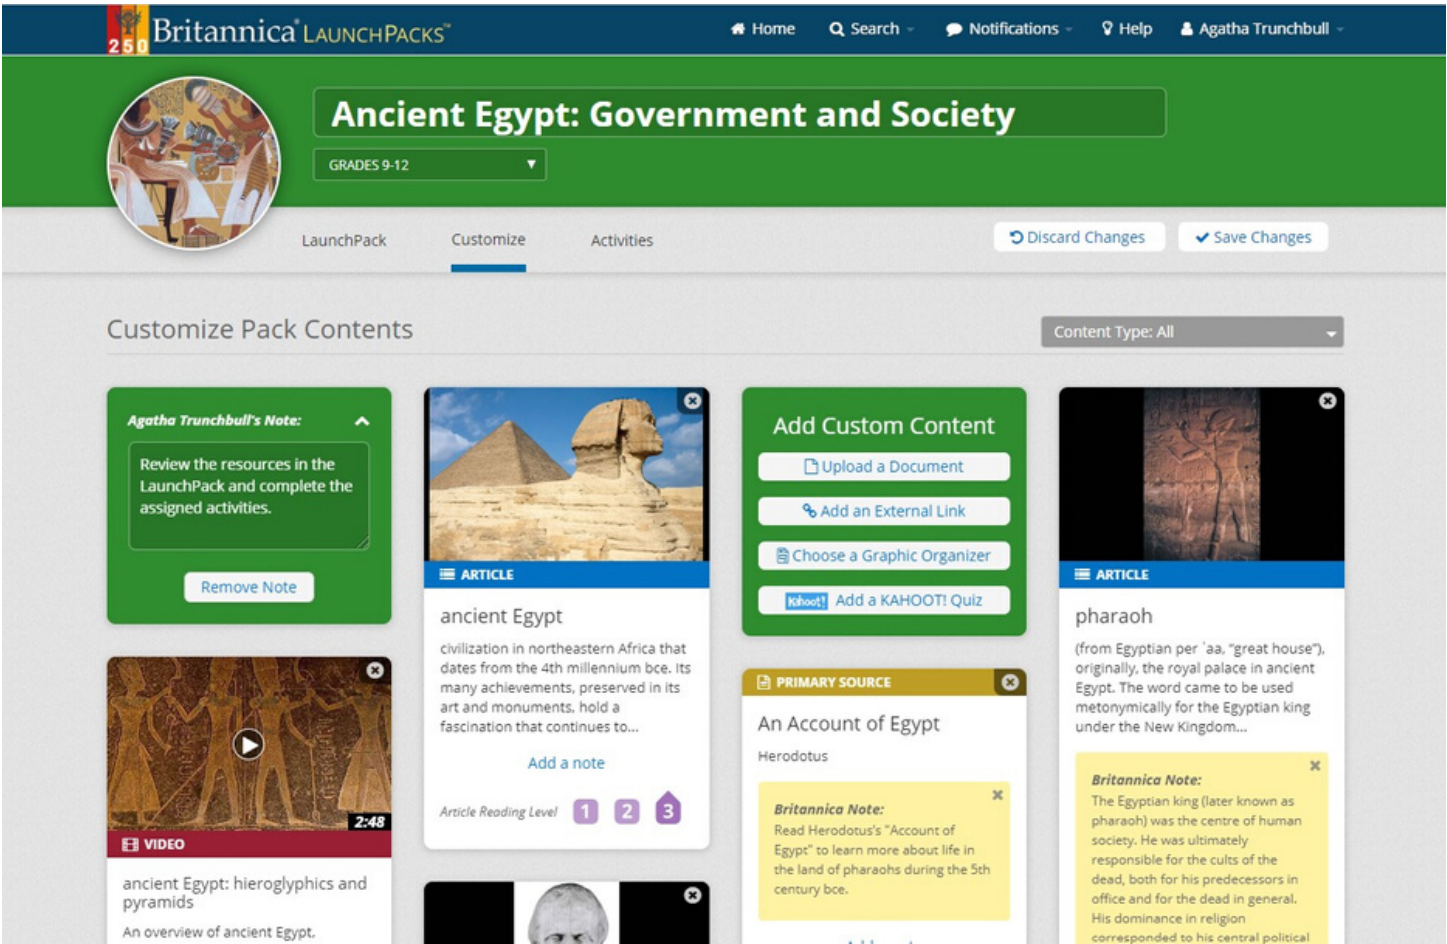 250 Britannica® LAUNCHPACKS™
Home Search Notifications Help Agatha Trunchbull
Ancient Egypt: Government and Society
GRADES 9-12
LaunchPack Customize Activities
Discard Changes Save Changes
Customize Pack Contents
Content Type: All
Agatha Trunchbull's Note:
Review the resources in the
LaunchPack and complete the
assigned activities.
Remove Note
2:48
VIDEO
ancient Egypt: hieroglyphics and
pyramids
An overview of ancient Egypt.
ARTICLE
ancient Egypt
civilization in northeastern Africa that
dates from the 4th millennium bce. Its
many achievements, preserved in its
art and monuments, hold a
fascination that continues to...
Add a note
Article Reading Level 1 2 3
Add Custom Content
Upload a Document
Add an External Link
Choose a Graphic Organizer
Kahoot! Add a KAHOOT! Quiz
PRIMARY SOURCE
An Account of Egypt
Herodotus
Britannica Note:
Read Herodotus's "Account of
Egypt" to learn more about life in
the land of pharaohs during the 5th
century bce.
ARTICLE
pharaoh
(from Egyptian per ʿaa, "great house"),
originally, the royal palace in ancient
Egypt. The word came to be used
metonymically for the Egyptian king
under the New Kingdom...
Britannica Note:
The Egyptian king (later known as
pharaoh) was the centre of human
society. He was ultimately
responsible for the cults of the
dead, both for his predecessors in
office and for the dead in general.
His dominance in religion
corresponded to his central political